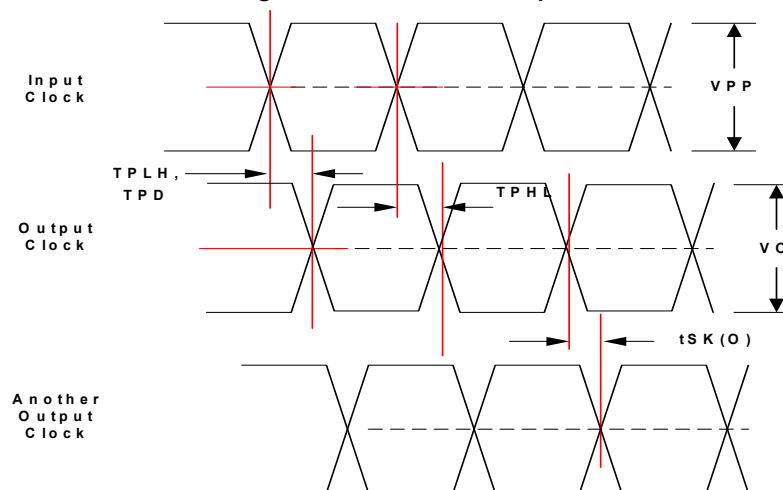 Input
Clock
VPP
TPLH,
TPD
TPHL
Output
Clock
tSK(O)
Another
Output
Clock